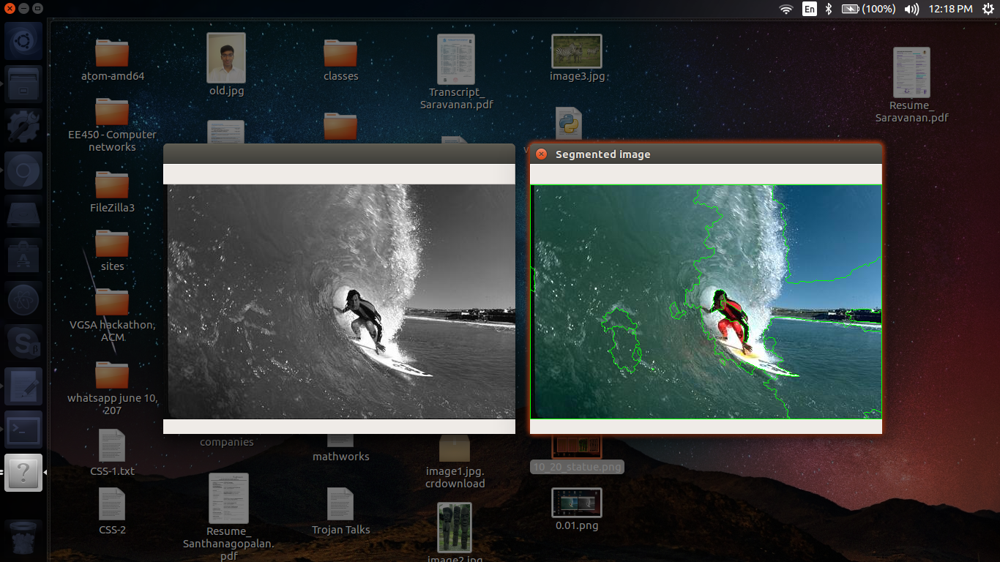 En
(100%)
12:18 PM
atom-amd64
old.jpg
classes
Transcript_
Saravanan.pdf
image3.jpg
Resume_
Saravanan.pdf
EE450 - Computer
networks
Segmented image
FileZilla3
sites
VGSA hackathon,
ACM
whatsapp june 10,
207
companies
mathworks
image1.jpg.
crdownload
10_20_statue.png
CSS-1.txt
CSS-2
Resume_
Santhanagopalan.
pdf
Trojan Talks
image2.jpg
0.01.png